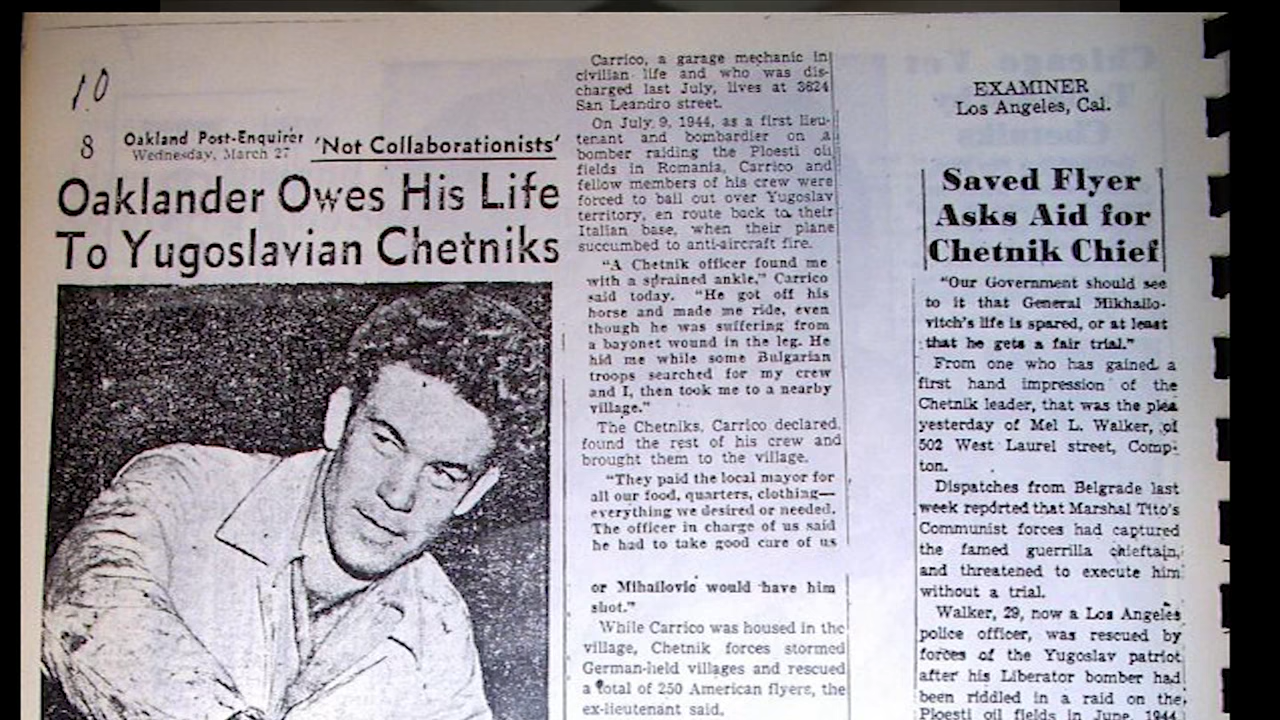 10
8
Oakland Post-Enquirer
Wednesday, March 27
'Not Collaborationists'
Oaklander Owes His Life
To Yugoslavian Chetniks
Carrico, a garage mechanic in
civilian life and who was dis-
charged last July, lives at 3624
San Leandro street.
On July 9, 1944, as a first lieu-
tenant and bombardier on a
bomber raiding the Ploesti oil
fields in Romania, Carrico and
fellow members of his crew were
forced to bail out over Yugoslav
territory, en route back to their
Italian base, when their plane
succumbed to anti-aircraft fire.
"A Chetnik officer found me
with a sprained ankle," Carrico
said today. "He got off his
horse and made me ride, even
though he was suffering from
a bayonet wound in the leg. He
hid me while some Bulgarian
troops searched for my crew
and I, then took me to a nearby
village."
The Chetniks, Carrico declared,
found the rest of his crew and
brought them to the village.
"They paid the local mayor for
all our food, quarters, clothing—
everything we desired or needed.
The officer in charge of us said
he had to take good care of us
or Mihailovic would have him
shot."
While Carrico was housed in the
village, Chetnik forces stormed
German-held villages and rescued
a total of 250 American flyers, the
ex-lieutenant said.
EXAMINER
Los Angeles, Cal.
Saved Flyer
Asks Aid for
Chetnik Chief
"Our Government should see
to it that General Mikhailo-
vitch's life is spared, or at least
that he gets a fair trial."
From one who has gained a
first hand impression of the
Chetnik leader, that was the plea
yesterday of Mel L. Walker, of
502 West Laurel street, Comp-
ton.
Dispatches from Belgrade last
week reported that Marshal Tito's
Communist forces had captured
the famed guerrilla chieftain,
and threatened to execute him
without a trial.
Walker, 29, now a Los Angeles
police officer, was rescued by
forces of the Yugoslav patriot
after his Liberator bomber had
been riddled in a raid on the
Ploesti oil fields in June, 1944